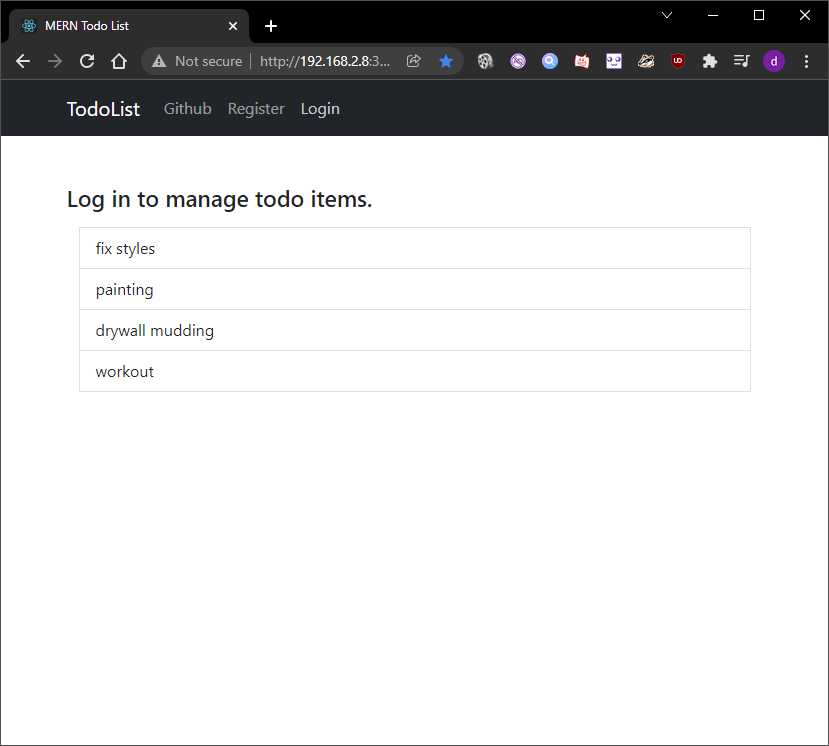 MERN Todo List
Not secure http://192.168.2.8:3...
UD
d
TodoList Github Register Login
Log in to manage todo items.
fix styles
painting
drywall mudding
workout